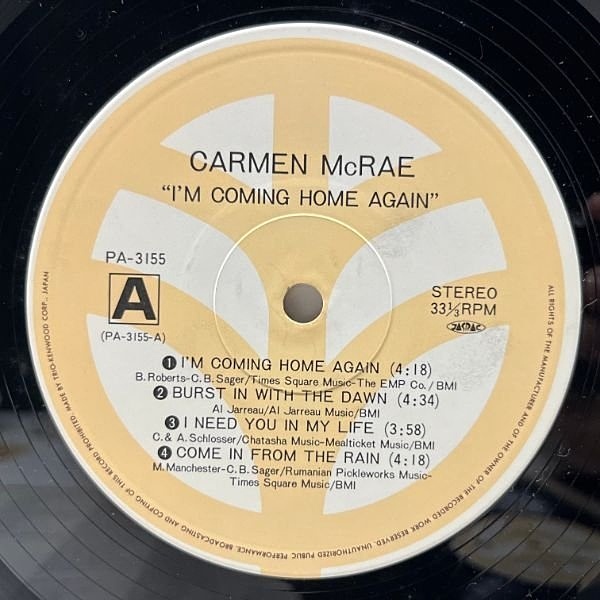 CARMEN McRAE
"I'M COMING HOME AGAIN"
PA-3155
A
(PA-3155-A)
STEREO
33⅓RPM
JASRAC
❶ I'M COMING HOME AGAIN (4:18)
B. Roberts-C. B. Sager/Times Square Music-The EMP Co./BMI
❷ BURST IN WITH THE DAWN (4:34)
Al Jarreau/Al Jarreau Music/BMI
❸ I NEED YOU IN MY LIFE (3:58)
C. & A. Schlosser/Chatasha Music-Mealticket Music/BMI
❹ COME IN FROM THE RAIN (4:18)
M. Manchester-C. B. Sager/Rumanian Pickleworks Music-
Times Square Music/BMI
ALL RIGHTS OF THE MANUFACTURER AND OF THE OWNER OF THE RECORDED WORK RESERVED. UNAUTHORIZED PUBLIC PERFORMANCE, BROADCASTING AND COPYING OF THIS RECORD PROHIBITED. MADE BY TRIO-KENWOOD CORP., JAPAN